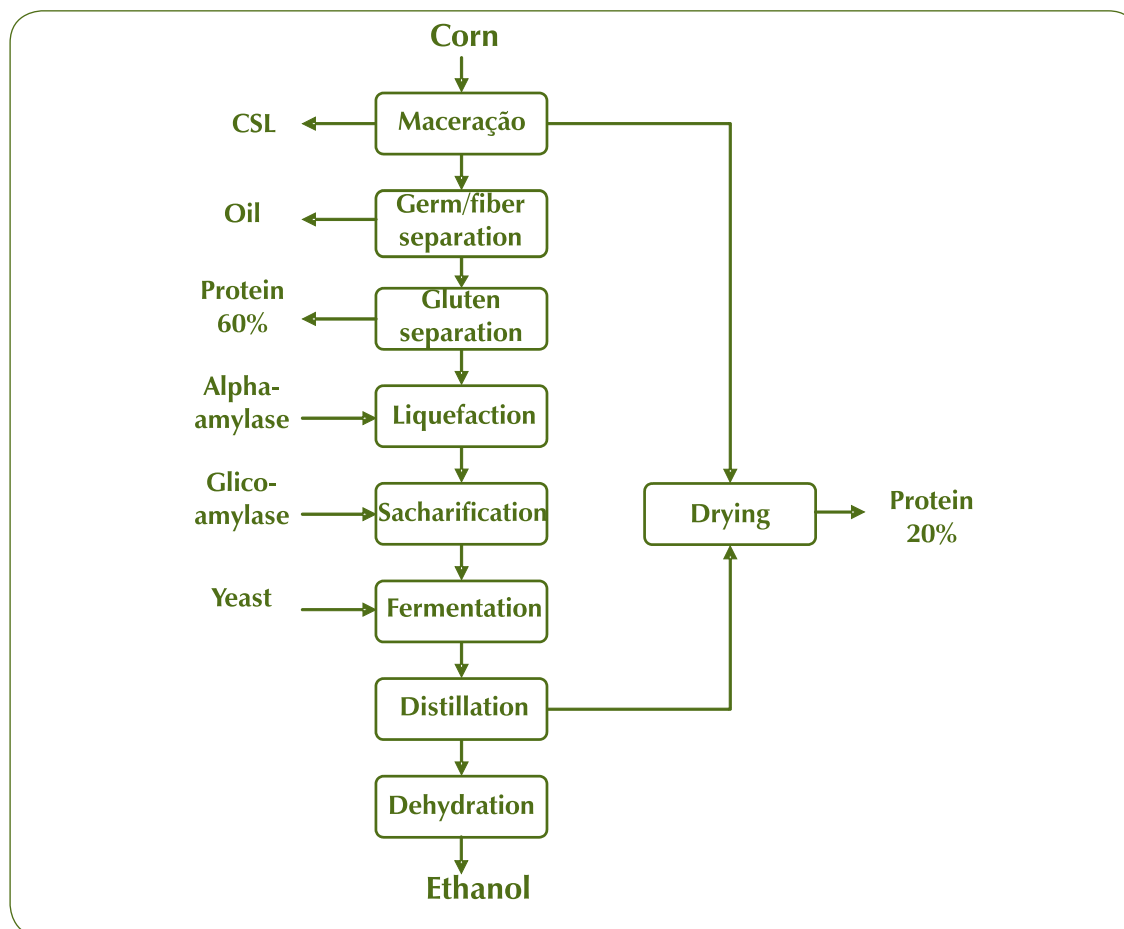 Corn
CSL
Maceração
Oil
Germ/fiber
separation
Protein
60%
Gluten
separation
Alpha-
amylase
Liquefaction
Glico-
amylase
Sacharification
Drying
Protein
20%
Yeast
Fermentation
Distillation
Dehydration
Ethanol